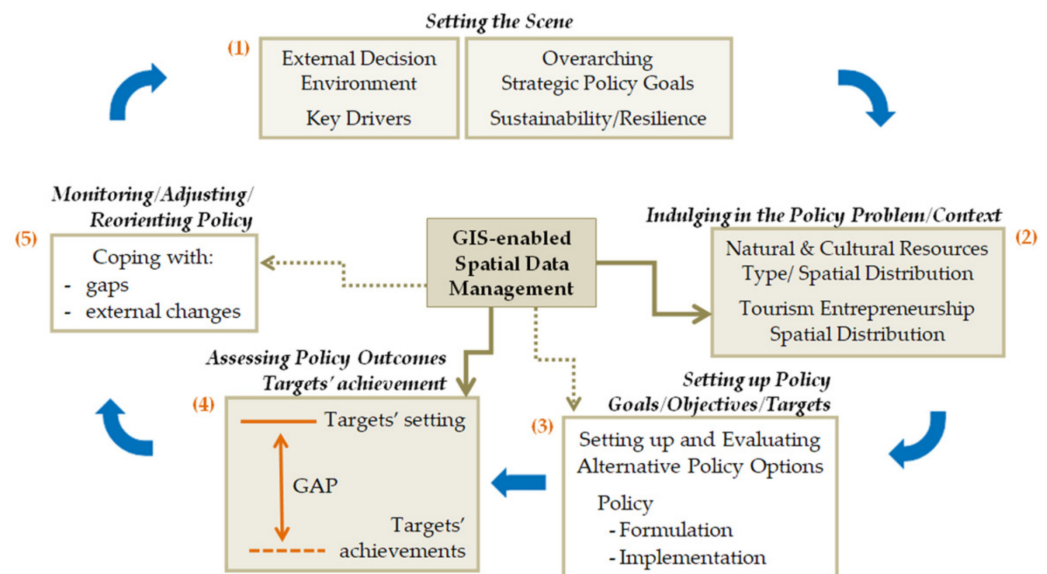 Setting the Scene
(1)
External Decision
Environment
Key Drivers
Overarching
Strategic Policy Goals
Sustainability/Resilience
Indulging in the Policy Problem/Context
(2)
Natural & Cultural Resources
Type/ Spatial Distribution
Tourism Entrepreneurship
Spatial Distribution
GIS-enabled
Spatial Data
Management
Setting up Policy
Goals/Objectives/Targets
(3)
Setting up and Evaluating
Alternative Policy Options
Policy
- Formulation
- Implementation
Assessing Policy Outcomes
Targets' achievement
(4)
Targets' setting
GAP
Targets'
achievements
Monitoring/Adjusting/
Reorienting Policy
(5)
Coping with:
- gaps
- external changes